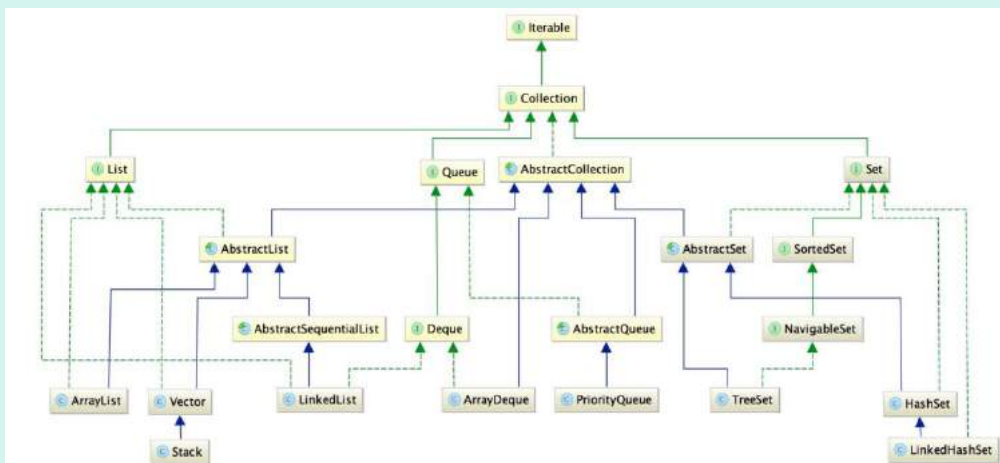 Iterable
Collection
List
Queue
AbstractCollection
Set
AbstractList
AbstractSet
SortedSet
AbstractSequentialList
Deque
AbstractQueue
NavigableSet
ArrayList
Vector
LinkedList
ArrayDeque
PriorityQueue
TreeSet
HashSet
Stack
LinkedHashSet